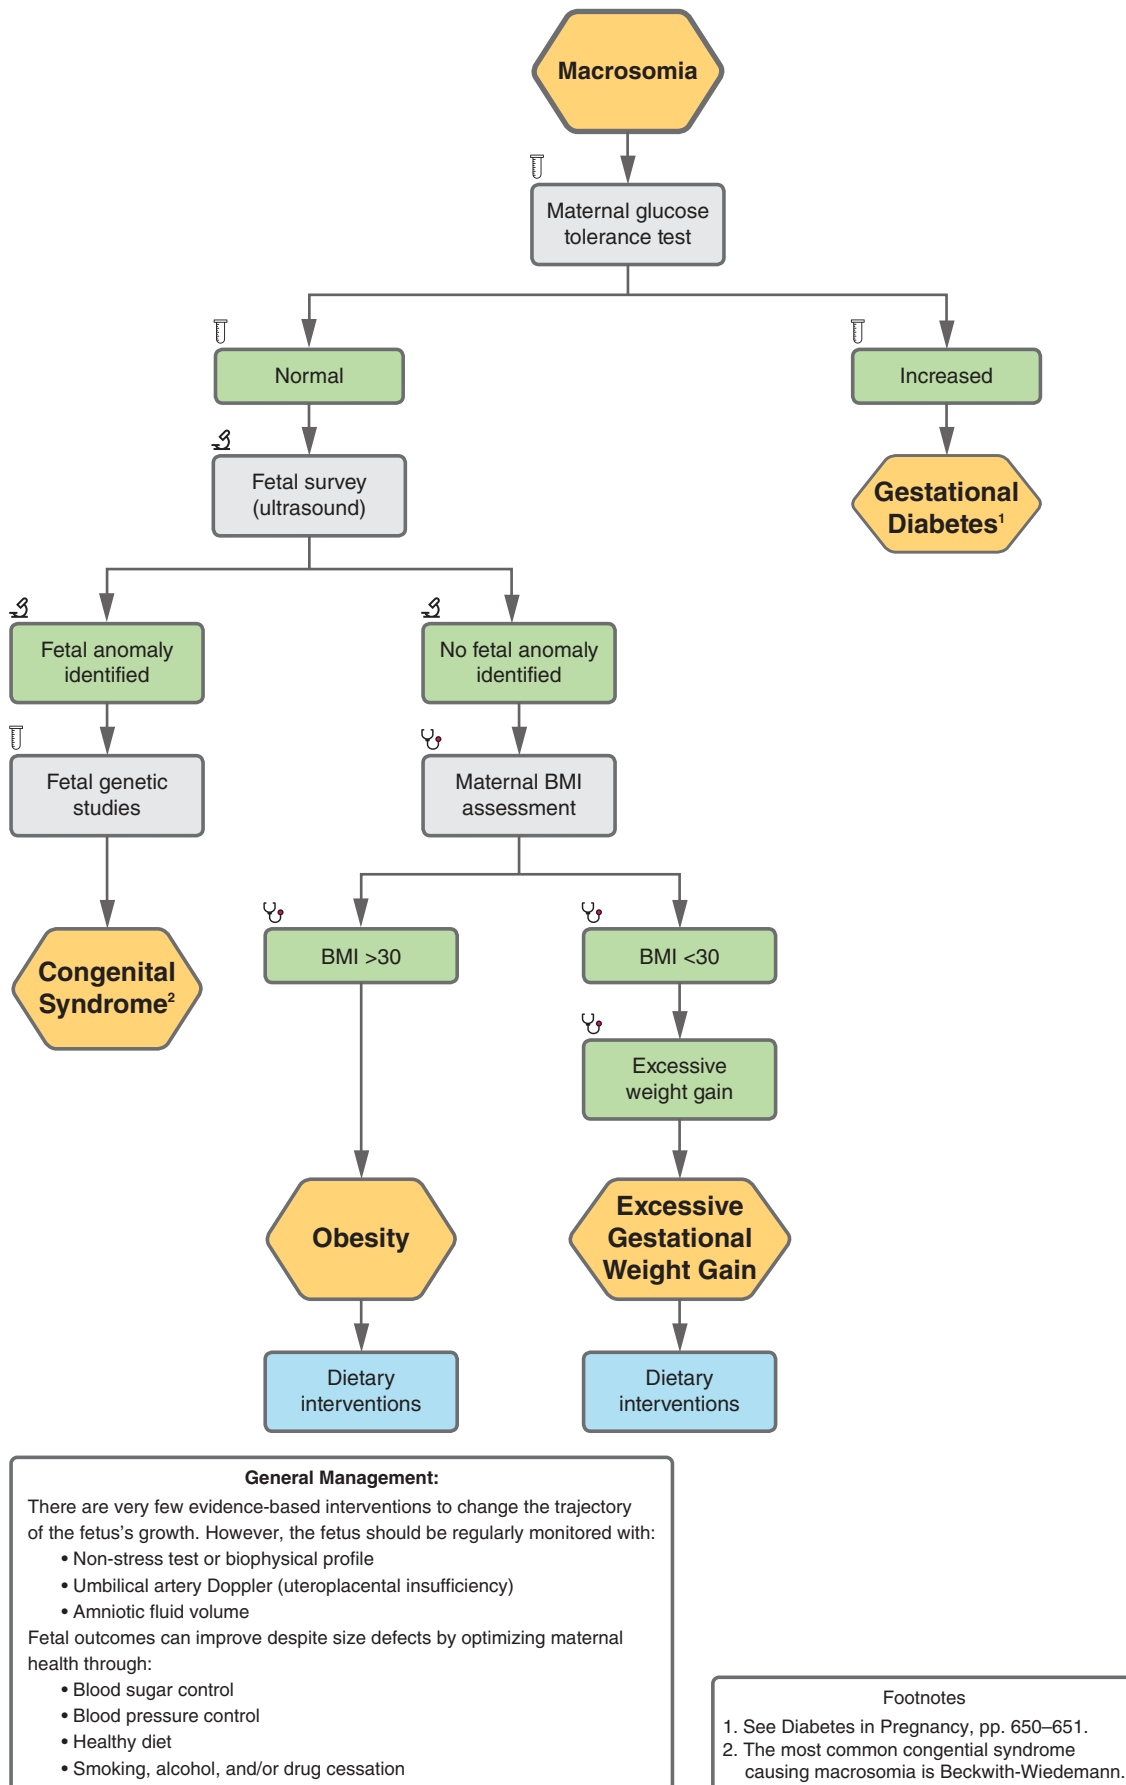 Macrosomia
Maternal glucose
tolerance test
Normal
Increased
Fetal survey
(ultrasound)
Gestational
Diabetes¹
Fetal anomaly
identified
No fetal anomaly
identified
Fetal genetic
studies
Maternal BMI
assessment
Congenital
Syndrome²
BMI >30
BMI <30
Excessive
weight gain
Obesity
Excessive
Gestational
Weight Gain
Dietary
interventions
Dietary
interventions
General Management:
There are very few evidence-based interventions to change the trajectory
of the fetus’s growth. However, the fetus should be regularly monitored with:
• Non-stress test or biophysical profile
• Umbilical artery Doppler (uteroplacental insufficiency)
• Amniotic fluid volume
Fetal outcomes can improve despite size defects by optimizing maternal
health through:
• Blood sugar control
• Blood pressure control
• Healthy diet
• Smoking, alcohol, and/or drug cessation
Footnotes
1. See Diabetes in Pregnancy, pp. 650–651.
2. The most common congential syndrome
causing macrosomia is Beckwith-Wiedemann.